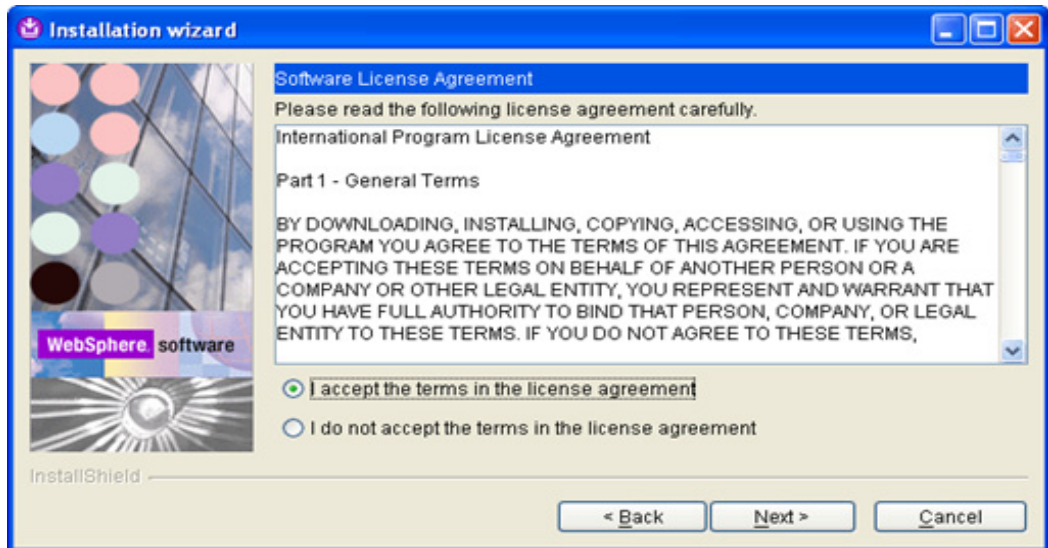 Installation wizard
Software License Agreement
Please read the following license agreement carefully.
International Program License Agreement
Part 1 - General Terms
BY DOWNLOADING, INSTALLING, COPYING, ACCESSING, OR USING THE
PROGRAM YOU AGREE TO THE TERMS OF THIS AGREEMENT. IF YOU ARE
ACCEPTING THESE TERMS ON BEHALF OF ANOTHER PERSON OR A
COMPANY OR OTHER LEGAL ENTITY, YOU REPRESENT AND WARRANT THAT
YOU HAVE FULL AUTHORITY TO BIND THAT PERSON, COMPANY, OR LEGAL
ENTITY TO THESE TERMS. IF YOU DO NOT AGREE TO THESE TERMS,
WebSphere. software
I accept the terms in the license agreement
I do not accept the terms in the license agreement
InstallShield
< Back
Next >
Cancel